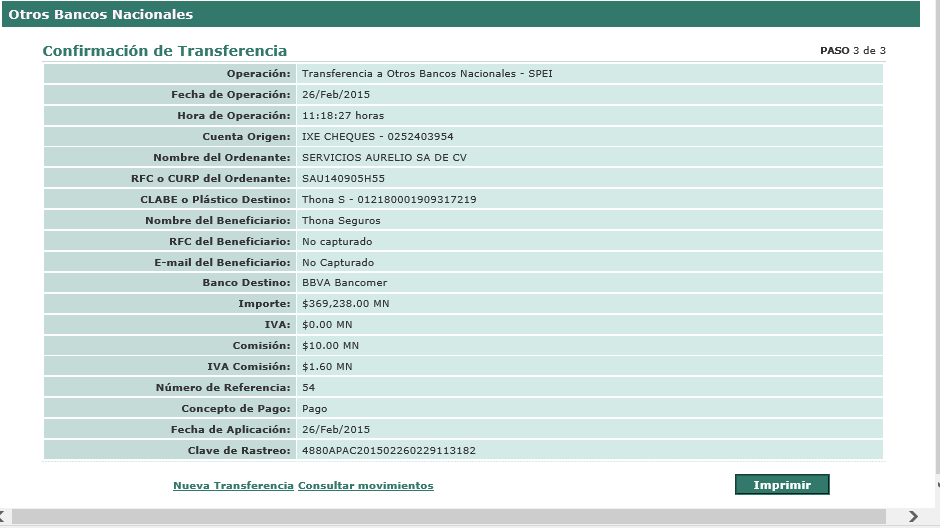 Otros Bancos Nacionales
Confirmación de Transferencia PASO 3 de 3
Operación: Transferencia a Otros Bancos Nacionales - SPEI
Fecha de Operación: 26/Feb/2015
Hora de Operación: 11:18:27 horas
Cuenta Origen: IXE CHEQUES - 0252403954
Nombre del Ordenante: SERVICIOS AURELIO SA DE CV
RFC o CURP del Ordenante: SAU140905H55
CLABE o Plástico Destino: Thona S - 012180001909317219
Nombre del Beneficiario: Thona Seguros
RFC del Beneficiario: No capturado
E-mail del Beneficiario: No Capturado
Banco Destino: BBVA Bancomer
Importe: $369,238.00 MN
IVA: $0.00 MN
Comisión: $10.00 MN
IVA Comisión: $1.60 MN
Número de Referencia: 54
Concepto de Pago: Pago
Fecha de Aplicación: 26/Feb/2015
Clave de Rastreo: 4880APAC201502260229113182
Nueva Transferencia Consultar movimientos Imprimir